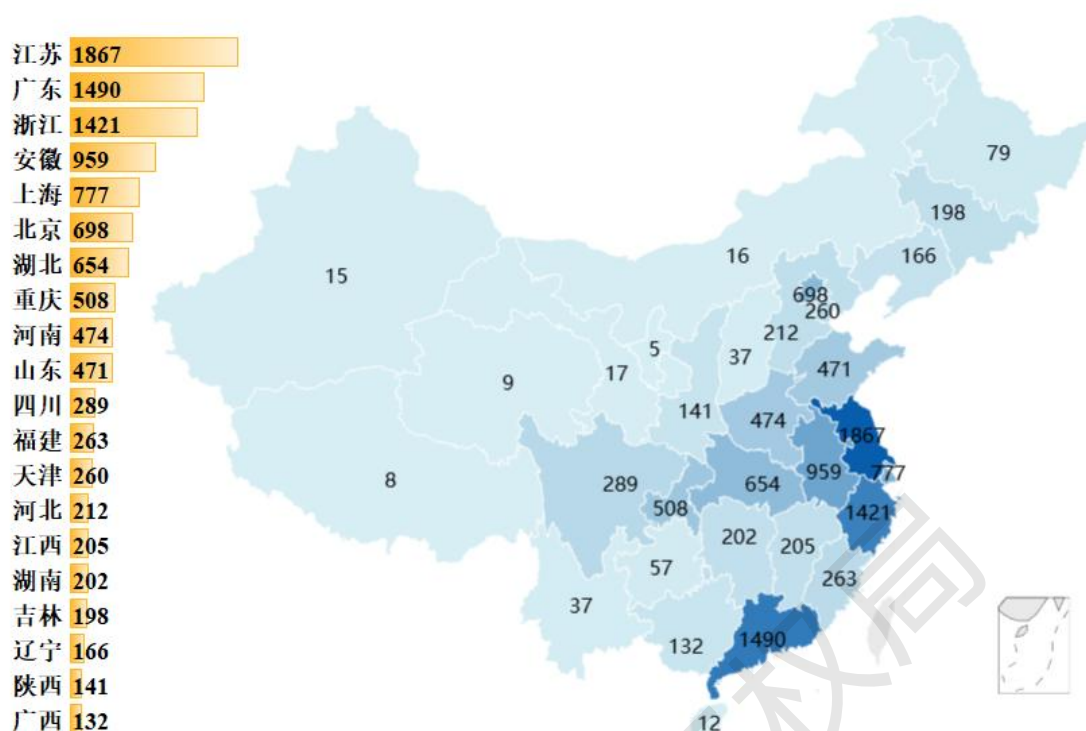 江苏 1867
广东 1490
浙江 1421
安徽 959
上海 777
北京 698
湖北 654
重庆 508
河南 474
山东 471
四川 289
福建 263
天津 260
河北 212
江西 205
湖南 202
吉林 198
辽宁 166
陕西 141
广西 132
79
198
166
16
15
698
260
212
5
37
471
17
9
141
474
1867
8
289
959
777
654
508
1421
202
205
57
263
37
132
1490
12
权局